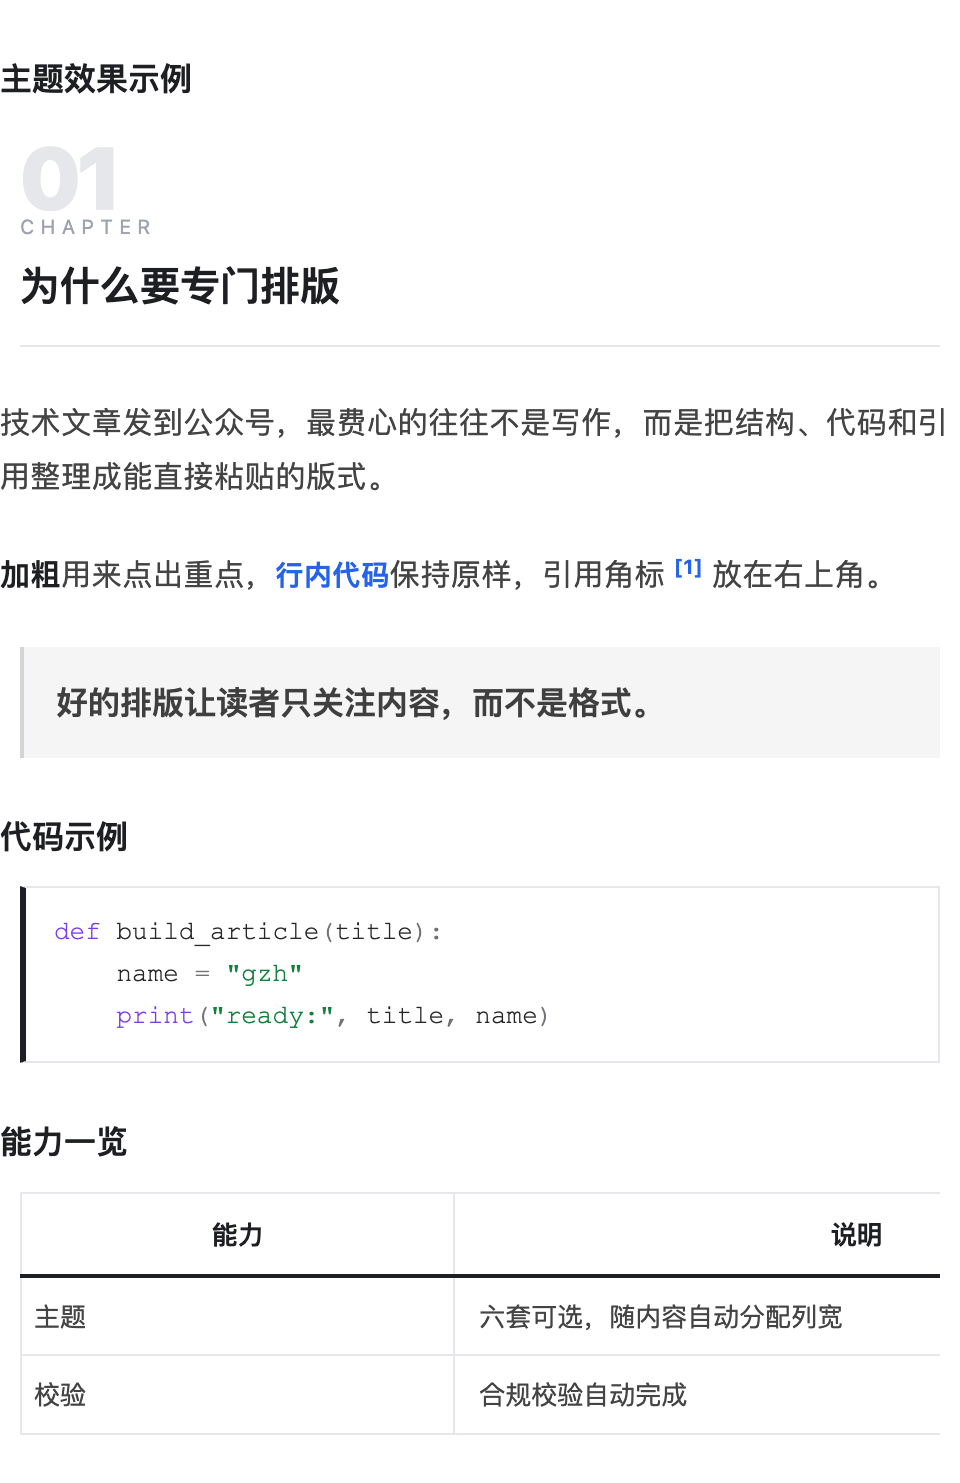 主题效果示例
01
CHAPTER
为什么要专门排版
技术文章发到公众号，最费心的往往不是写作，而是把结构、代码和引
用整理成能直接粘贴的版式。
加粗用来点出重点，行内代码保持原样，引用角标 [1] 放在右上角。
好的排版让读者只关注内容，而不是格式。
代码示例
def build_article(title):
    name = "gzh"
    print("ready:", title, name)
能力一览
能力 说明
主题 六套可选，随内容自动分配列宽
校验 合规校验自动完成